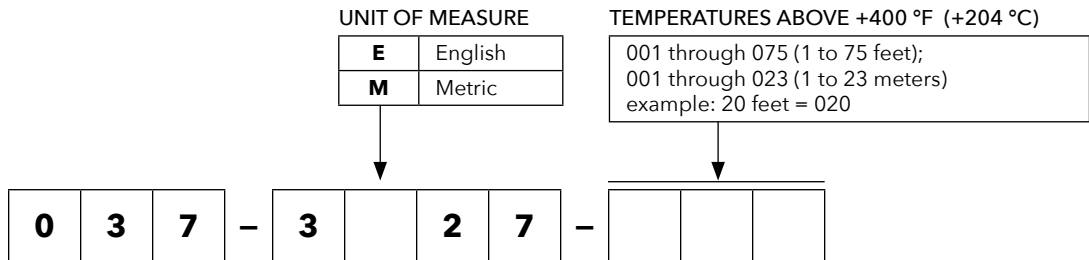 UNIT OF MEASURE
E English
M Metric
TEMPERATURES ABOVE +400 °F (+204 °C)
001 through 075 (1 to 75 feet);
001 through 023 (1 to 23 meters)
example: 20 feet = 020
0 3 7 – 3 2 7 –